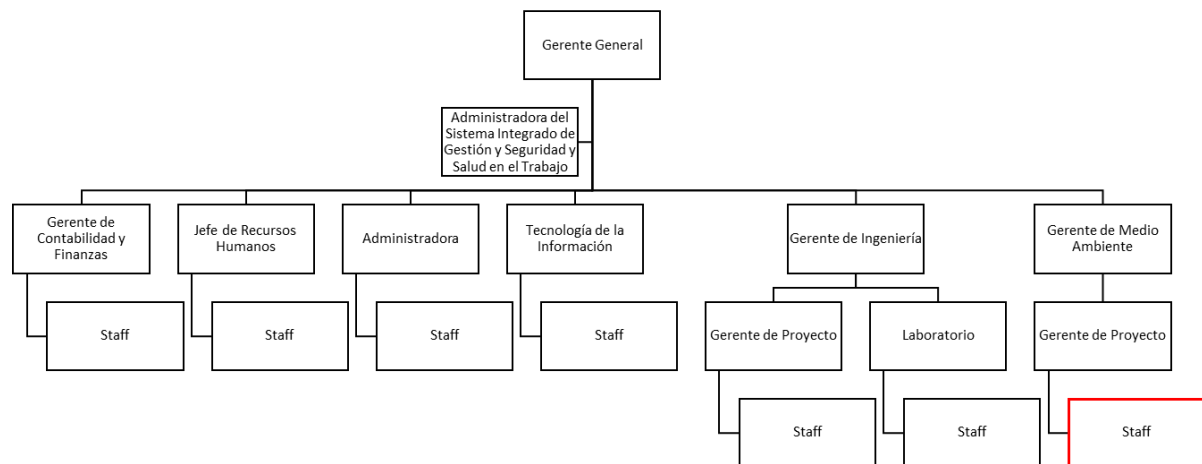 Gerente General
Administradora del
Sistema Integrado de
Gestión y Seguridad y
Salud en el Trabajo
Gerente de
Contabilidad y
Finanzas
Jefe de Recursos
Humanos
Administradora
Tecnología de la
Información
Gerente de Ingeniería
Gerente de Medio
Ambiente
Staff
Staff
Staff
Staff
Gerente de Proyecto
Laboratorio
Gerente de Proyecto
Staff
Staff
Staff